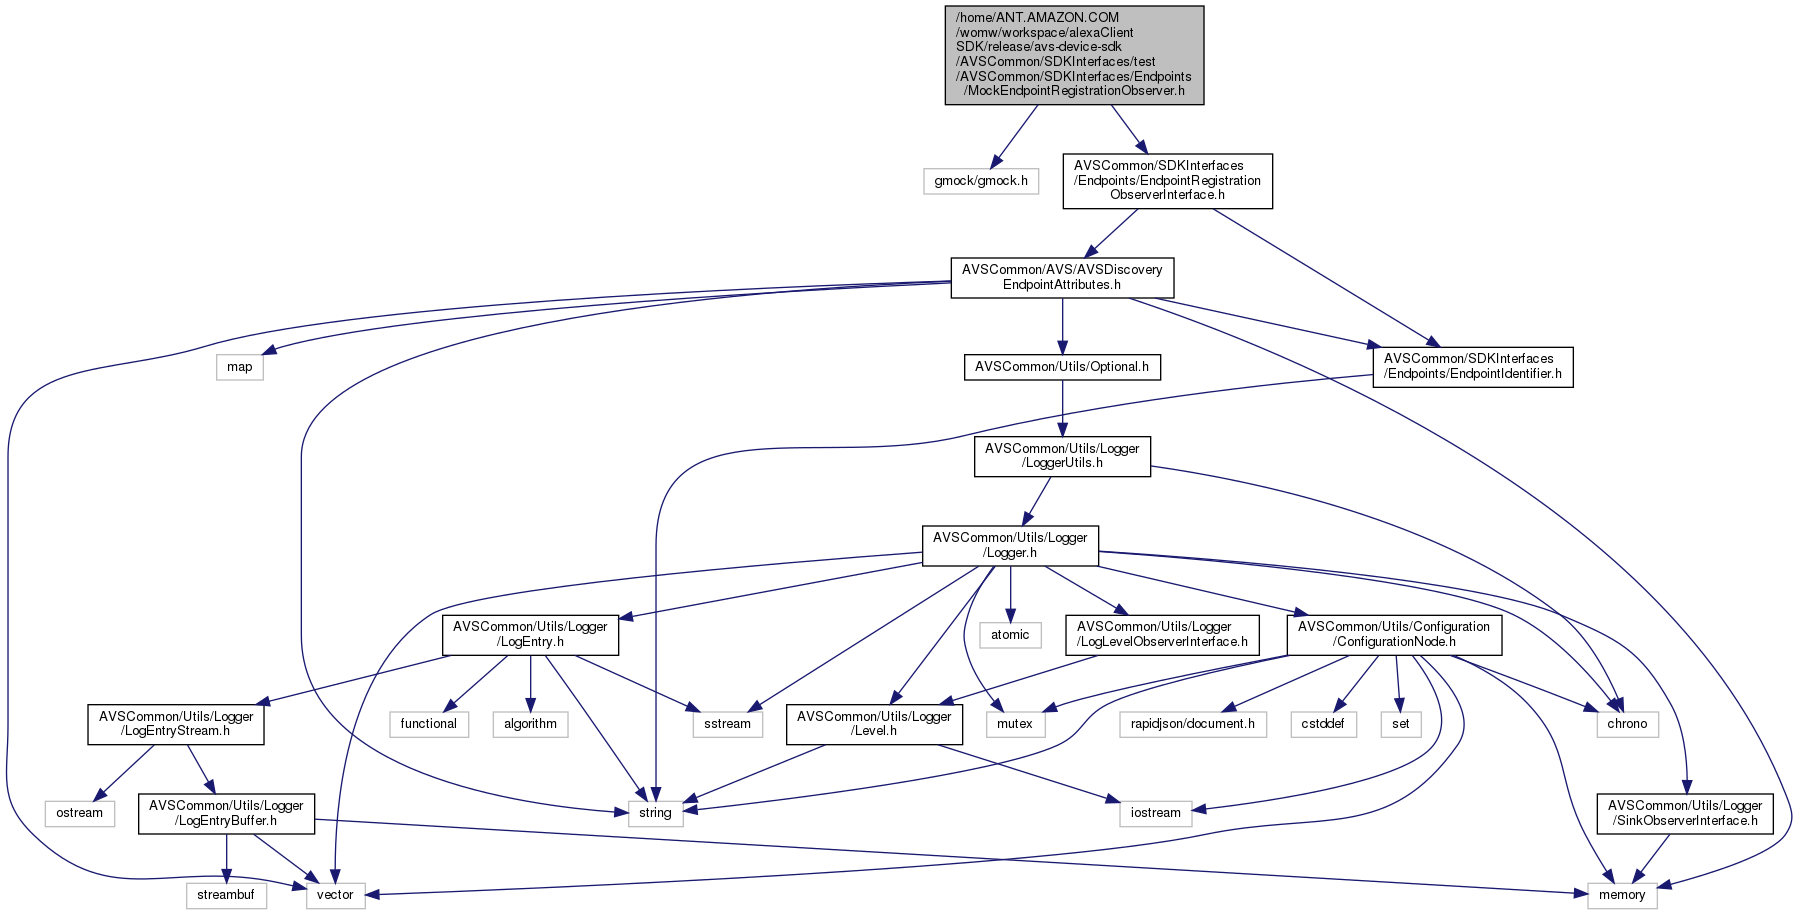 /home/ANT.AMAZON.COM
/womw/workspace/alexaClient
SDK/release/avs-device-sdk
/AVSCommon/SDKInterfaces/test
/AVSCommon/SDKInterfaces/Endpoints
/MockEndpointRegistrationObserver.h
gmock/gmock.h
AVSCommon/SDKInterfaces
/Endpoints/EndpointRegistration
ObserverInterface.h
AVSCommon/AVS/AVSDiscovery
EndpointAttributes.h
map
AVSCommon/Utils/Optional.h
AVSCommon/SDKInterfaces
/Endpoints/EndpointIdentifier.h
AVSCommon/Utils/Logger
/LoggerUtils.h
AVSCommon/Utils/Logger
/Logger.h
AVSCommon/Utils/Logger
/LogEntry.h
atomic
AVSCommon/Utils/Logger
/LogLevelObserverInterface.h
AVSCommon/Utils/Configuration
/ConfigurationNode.h
AVSCommon/Utils/Logger
/LogEntryStream.h
functional
algorithm
sstream
AVSCommon/Utils/Logger
/Level.h
mutex
rapidjson/document.h
cstddef
set
chrono
ostream
AVSCommon/Utils/Logger
/LogEntryBuffer.h
string
iostream
AVSCommon/Utils/Logger
/SinkObserverInterface.h
streambuf
vector
memory